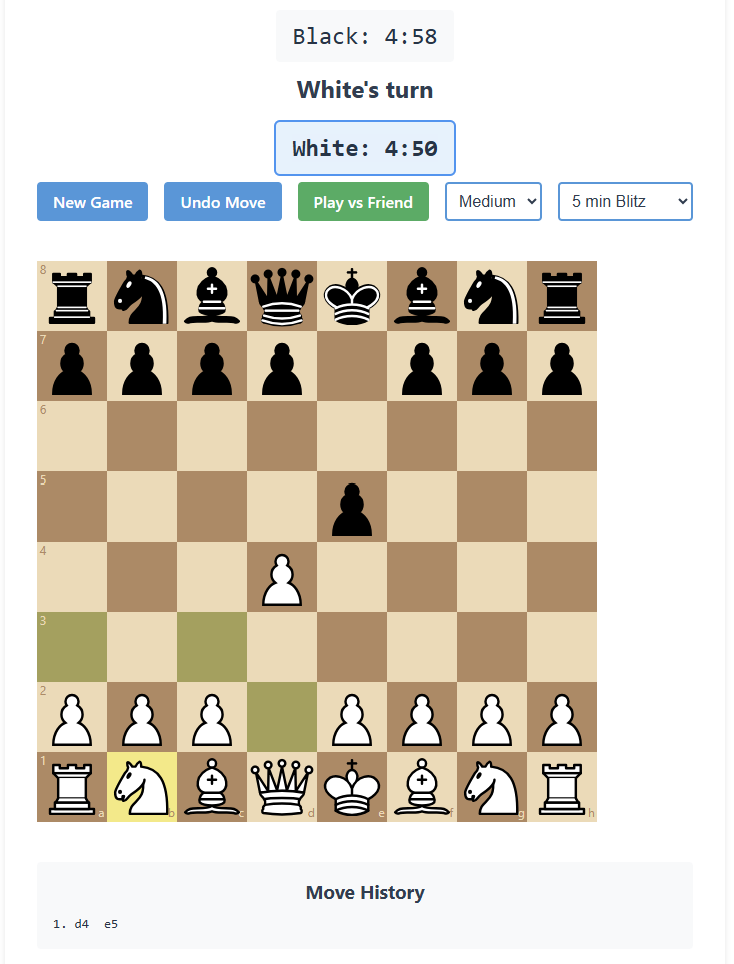 Black: 4:58
White's turn
White: 4:50
New Game Undo Move Play vs Friend Medium 5 min Blitz
8
7
6
5
4
3
2
1
a b c d e f g h
Move History
1. d4 e5